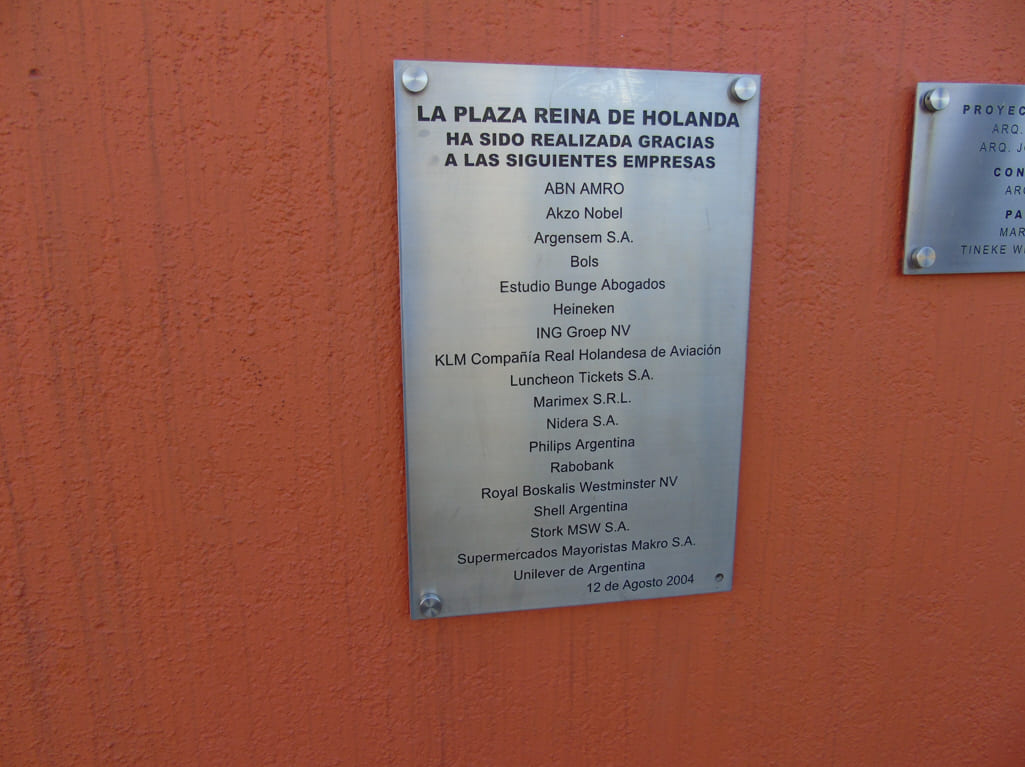 LA PLAZA REINA DE HOLANDA
HA SIDO REALIZADA GRACIAS
A LAS SIGUIENTES EMPRESAS
ABN AMRO
Akzo Nobel
Argensem S.A.
Bols
Estudio Bunge Abogados
Heineken
ING Groep NV
KLM Compañía Real Holandesa de Aviación
Luncheon Tickets S.A.
Marimex S.R.L.
Nidera S.A.
Philips Argentina
Rabobank
Royal Boskalis Westminster NV
Shell Argentina
Stork MSW S.A.
Supermercados Mayoristas Makro S.A.
Unilever de Argentina
12 de Agosto 2004
ARQ.
ARQ.
TINEKE